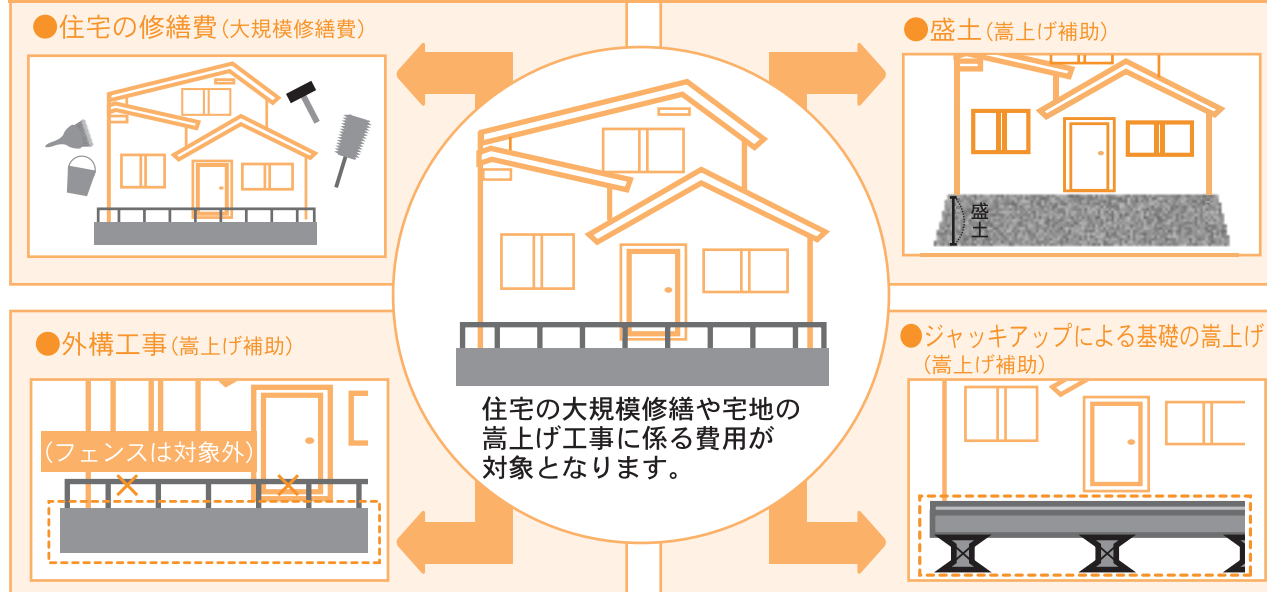 ●住宅の修繕費(大規模修繕費)
●盛土(嵩上げ補助)
盛土
●外構工事(嵩上げ補助)
(フェンスは対象外)
住宅の大規模修繕や宅地の
嵩上げ工事に係る費用が
対象となります。
●ジャッキアップによる基礎の嵩上げ
(嵩上げ補助)